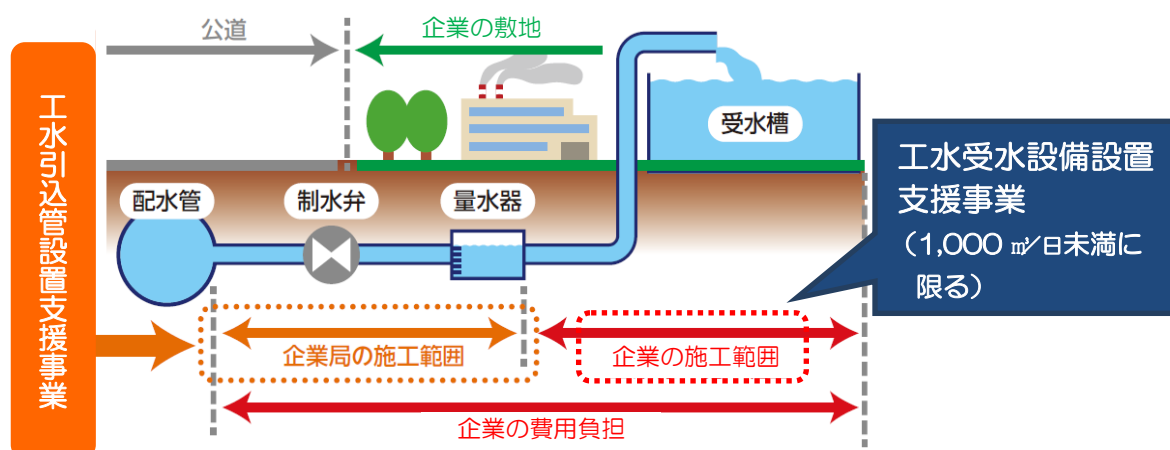 工水引込管設置支援事業
公道
企業の敷地
受水槽
配水管
制水弁
量水器
工水受水設備設置
支援事業
（1,000 ㎥/日未満に
限る）
企業局の施工範囲
企業の施工範囲
企業の費用負担